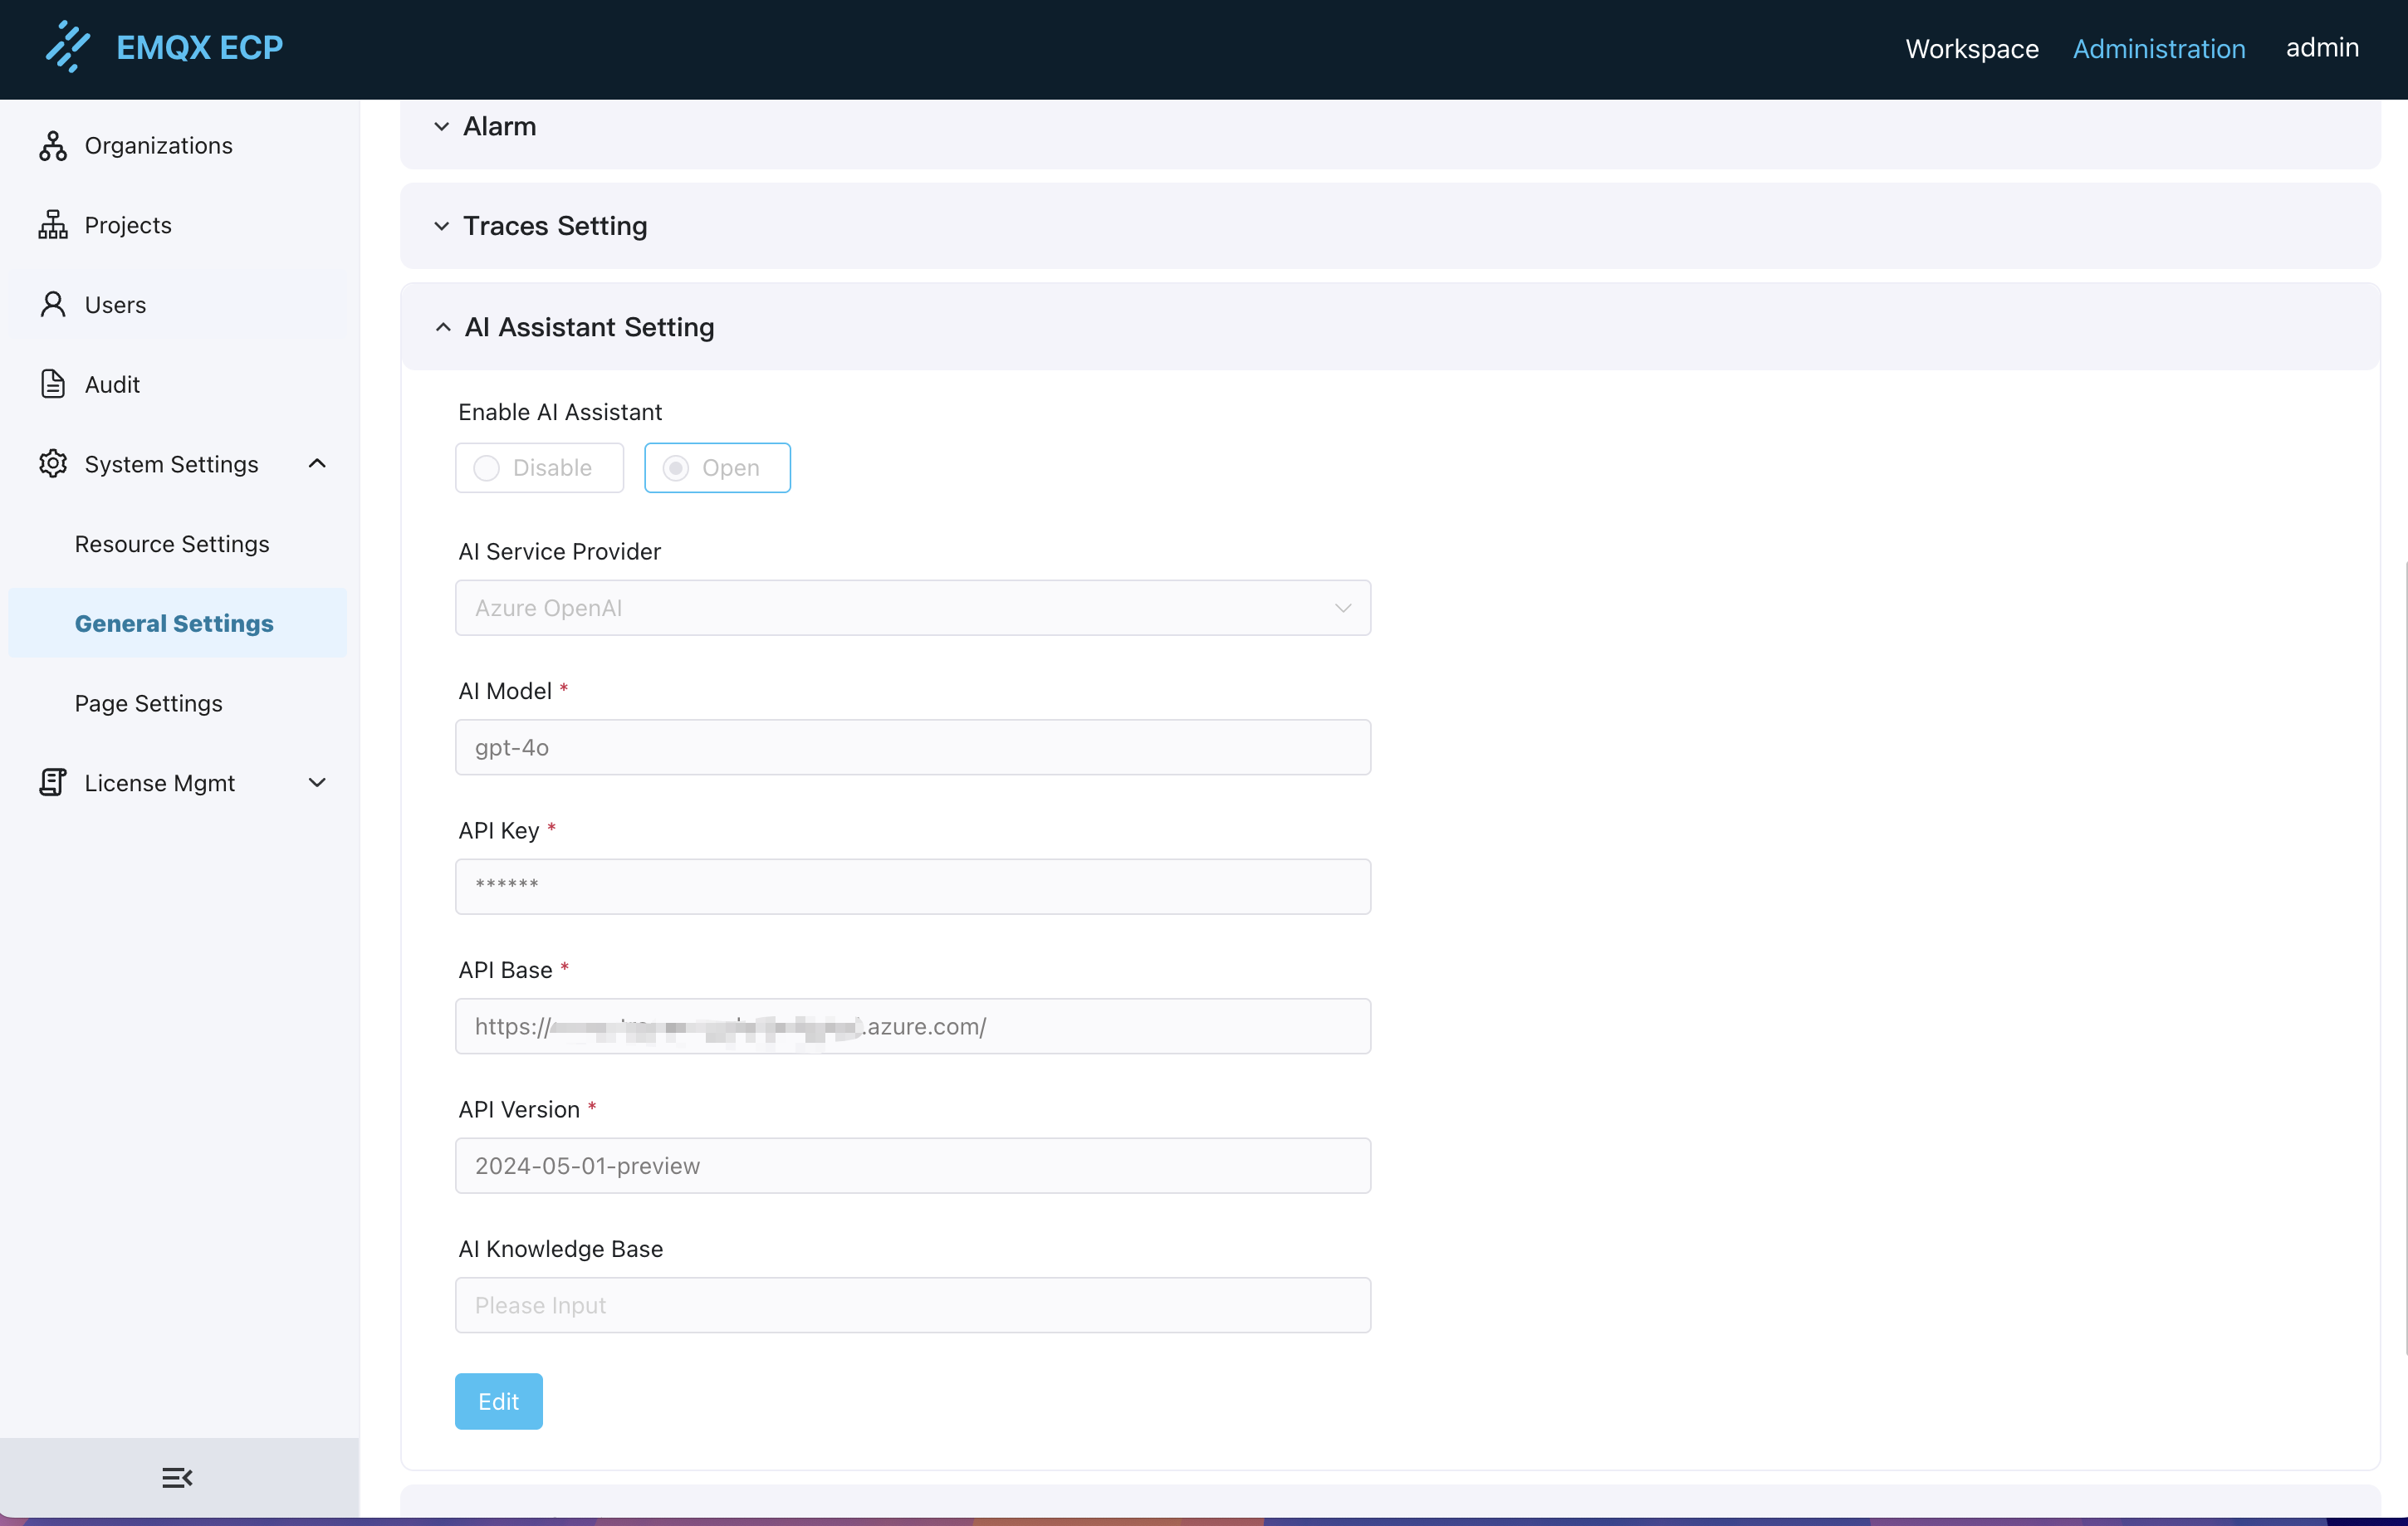 EMQX ECP
Workspace Administration admin
Organizations
Projects
Users
Audit
System Settings
Resource Settings
General Settings
Page Settings
License Mgmt
Alarm
Traces Setting
AI Assistant Setting
Enable AI Assistant
Disable Open
AI Service Provider
Azure OpenAI
AI Model *
gpt-4o
API Key *
******
API Base *
https:// .azure.com/
API Version *
2024-05-01-preview
AI Knowledge Base
Please Input
Edit